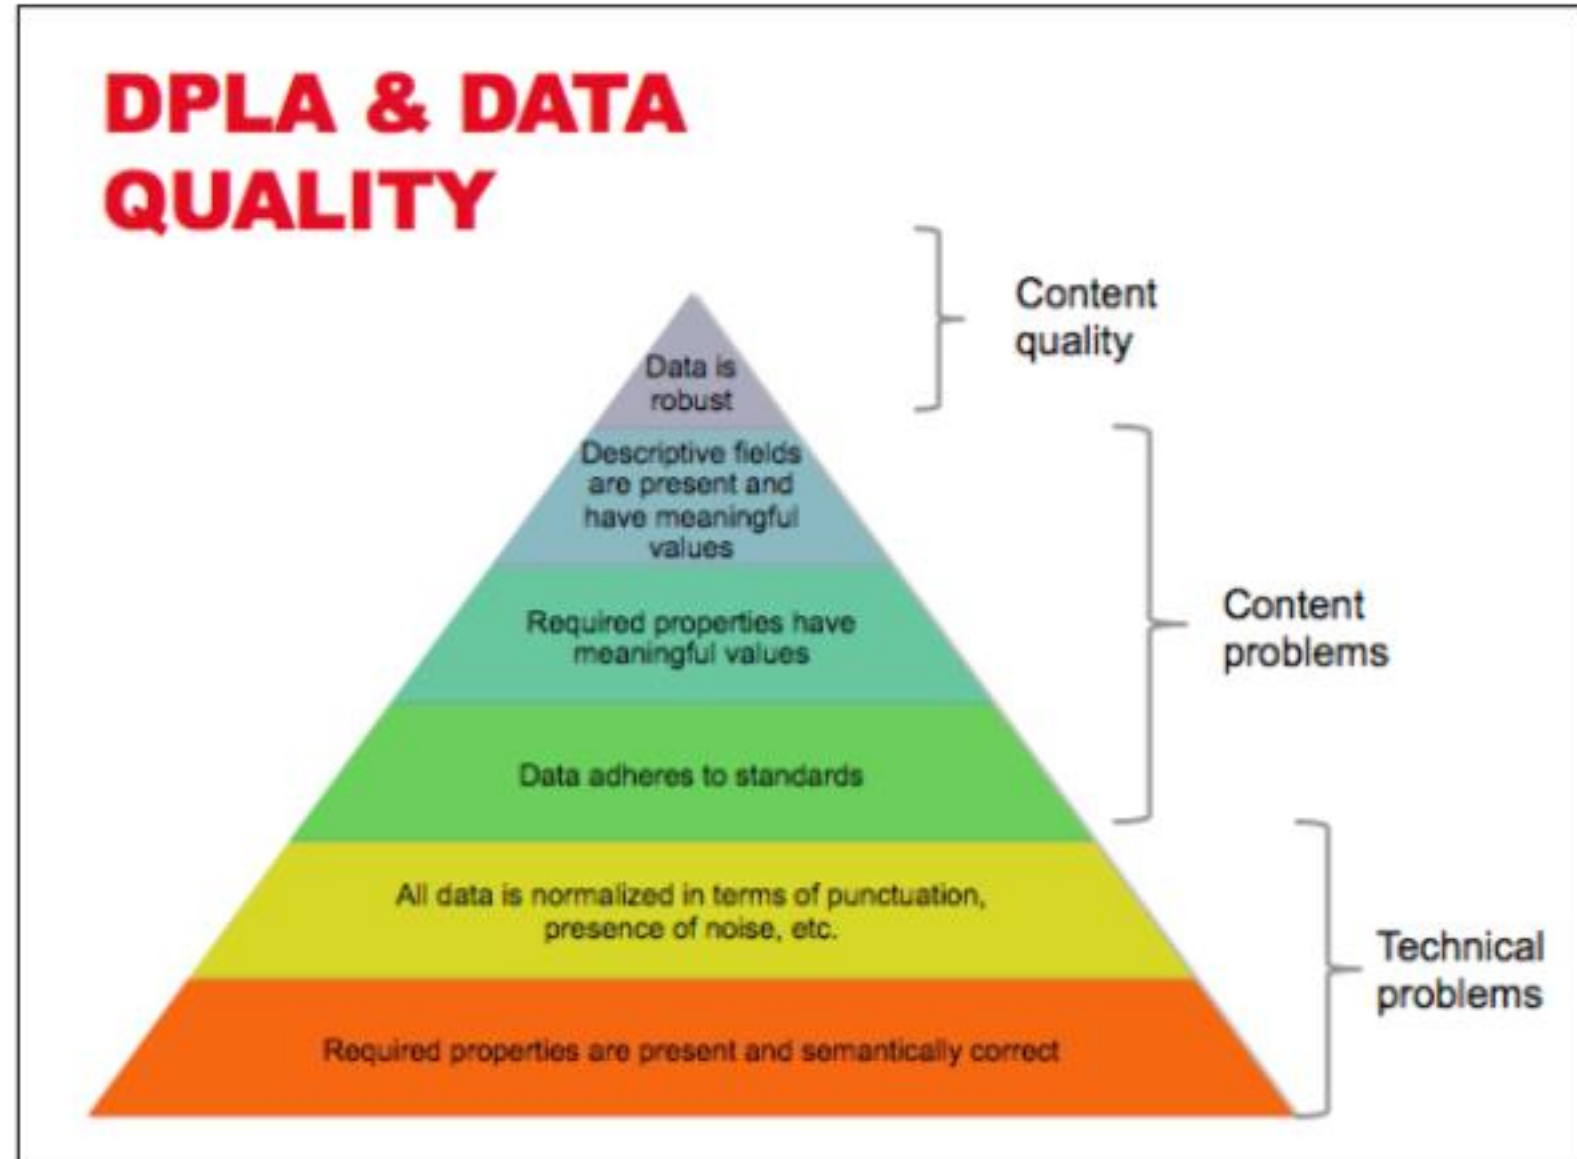 DPLA & DATA
QUALITY
Content
quality
Data is
robust
Descriptive fields
are present and
have meaningful
values
Content
problems
Required properties have
meaningful values
Data adheres to standards
All data is normalized in terms of punctuation,
presence of noise, etc.
Technical
problems
Required properties are present and semantically correct